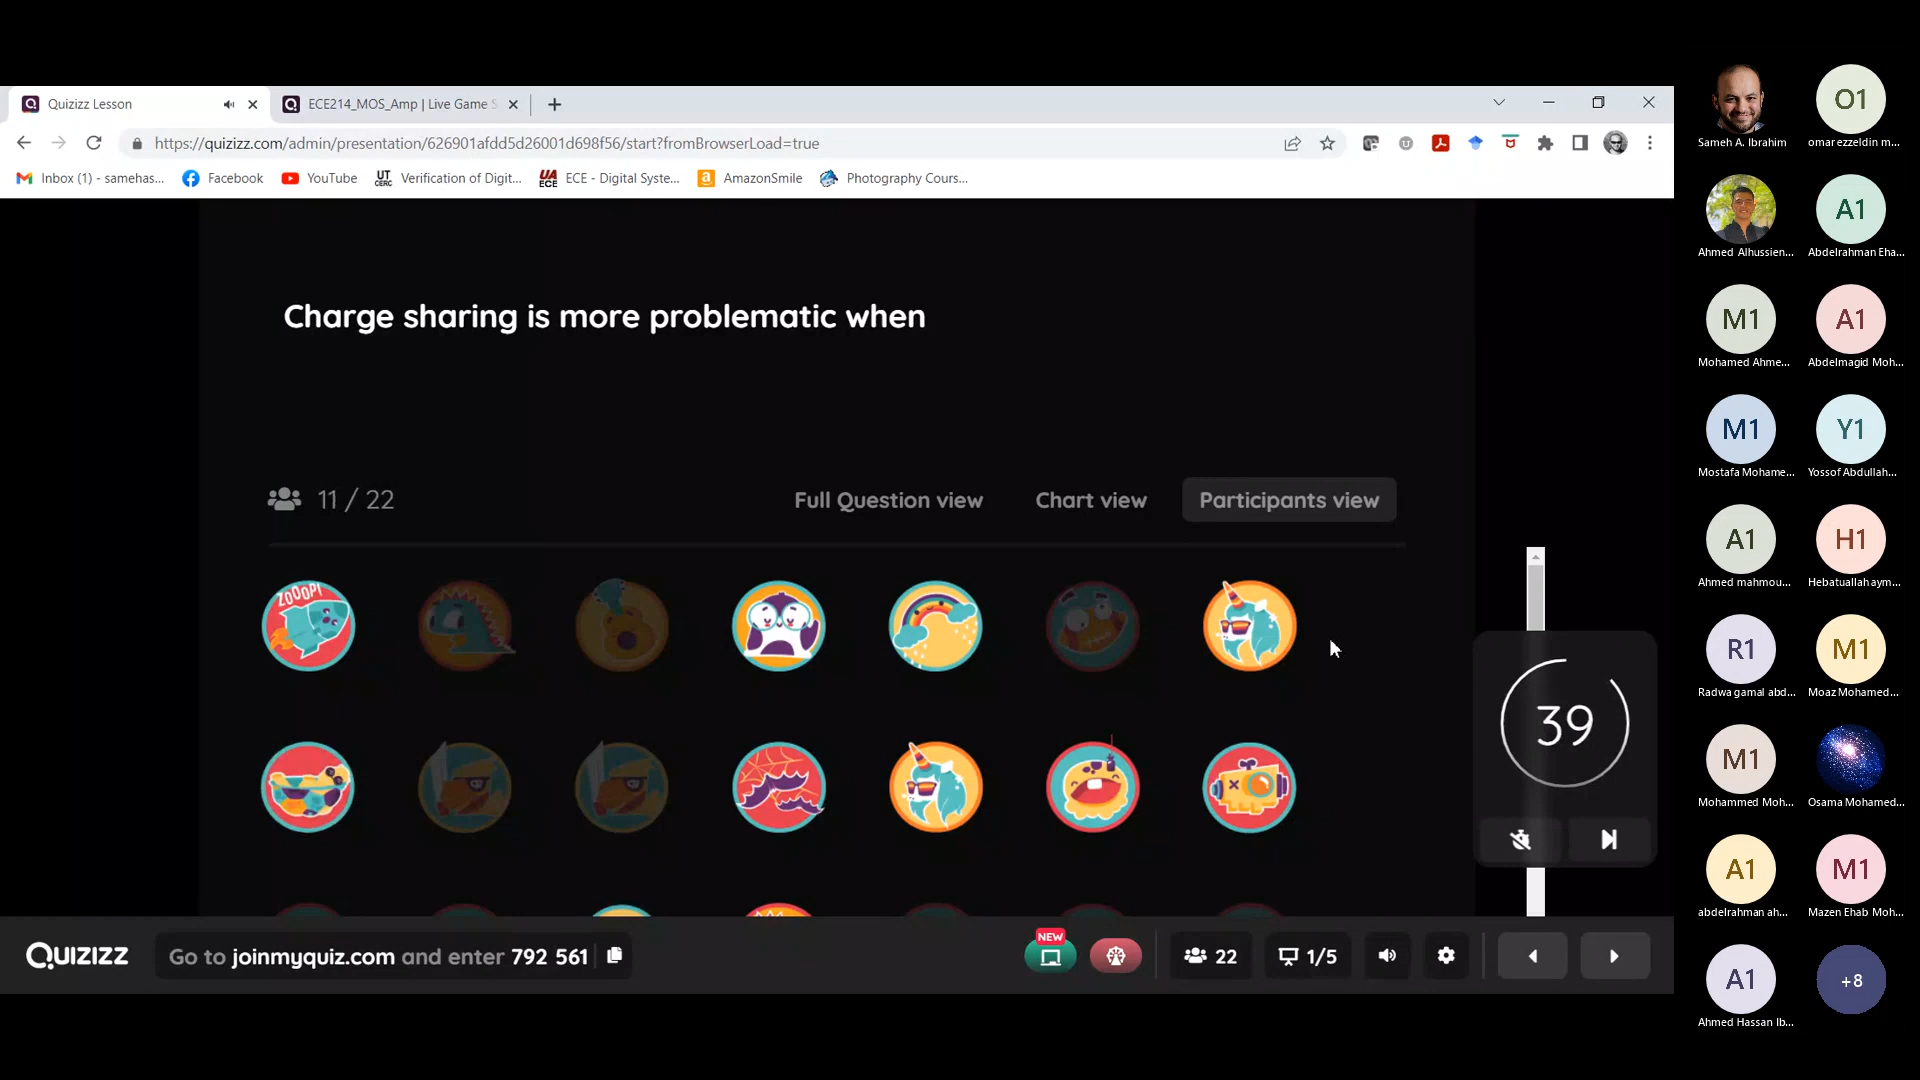 Quizizz Lesson
ECE214_MOS_Amp | Live Game S
https://quizizz.com/admin/presentation/626901afdd5d26001d698f56/start?fromBrowserLoad=true
Inbox (1) - samehas...
Facebook
YouTube
UT CERC
Verification of Digit...
UA ECE
ECE - Digital Syste...
AmazonSmile
Photography Cours...
Charge sharing is more problematic when
11 / 22
Full Question view
Chart view
Participants view
ZOOOP!
39
QUIZIZZ
Go to joinmyquiz.com and enter 792 561
NEW
22
1/5
Sameh A. Ibrahim
O1
omar ezzeldin m...
Ahmed Alhussien...
A1
Abdelrahman Eha...
M1
Mohamed Ahme...
A1
Abdelmagid Moh...
M1
Mostafa Mohame...
Y1
Yossof Abdullah...
A1
Ahmed mahmou...
H1
Hebatuallah aym...
R1
Radwa gamal abd...
M1
Moaz Mohamed...
M1
Mohammed Moh...
Osama Mohamed...
A1
abdelrahman ah...
M1
Mazen Ehab Moh...
A1
Ahmed Hassan Ib...
+8